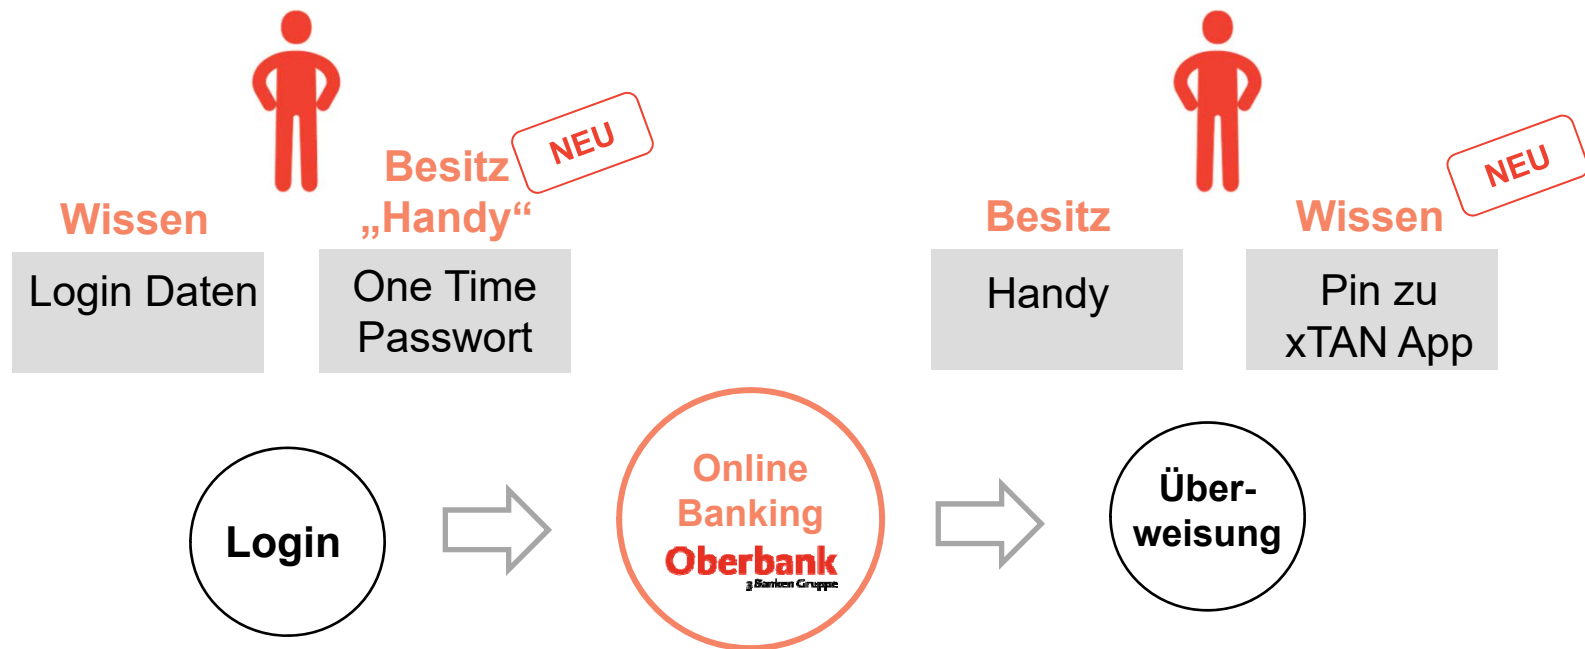 Wissen
Login Daten
Besitz
„Handy“
NEU
One Time
Passwort
Besitz
Handy
Wissen
NEU
Pin zu
xTAN App
Login
Online
Banking
Oberbank
3 Banken Gruppe
Über-
weisung